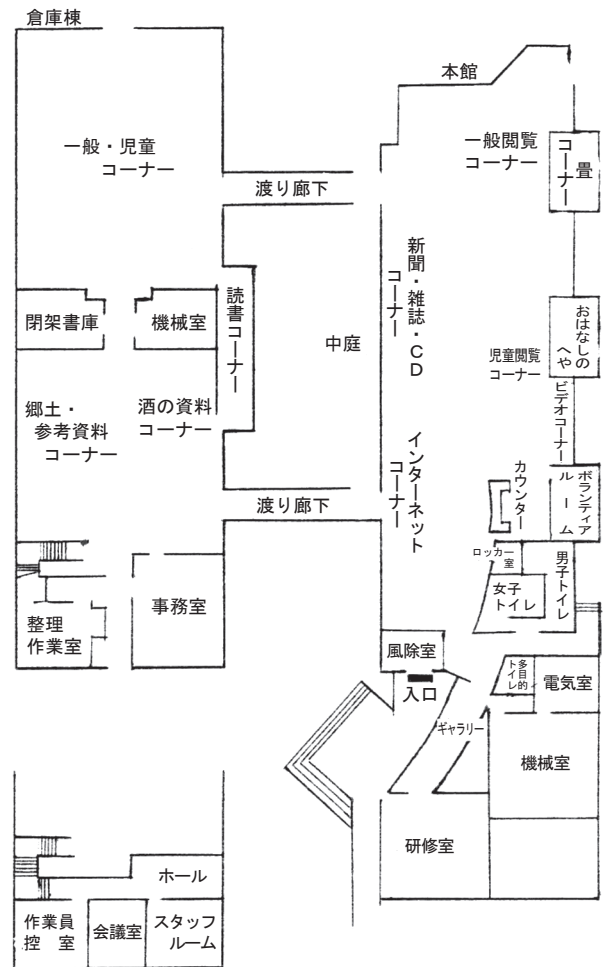 倉庫棟
一般・児童
コーナー
渡り廊下
閉架書庫
機械室
読書コーナー
郷土・
参考資料
コーナー
酒の資料
コーナー
中庭
渡り廊下
整理
作業室
事務室
ホール
作業員
控 室
会議室
スタッフ
ルーム
本館
一般閲覧
コーナー
畳
コーナー
新聞・雑誌・CD
コーナー
おはなしの
へや
児童閲覧
コーナー
ビデオコーナー
インターネット
コーナー
カウンター
ボランティア
ルーム
ロッカー
室
女子
トイレ
男子トイレ
風除室
入口
多目的
トイレ
電気室
ギャラリー
機械室
研修室